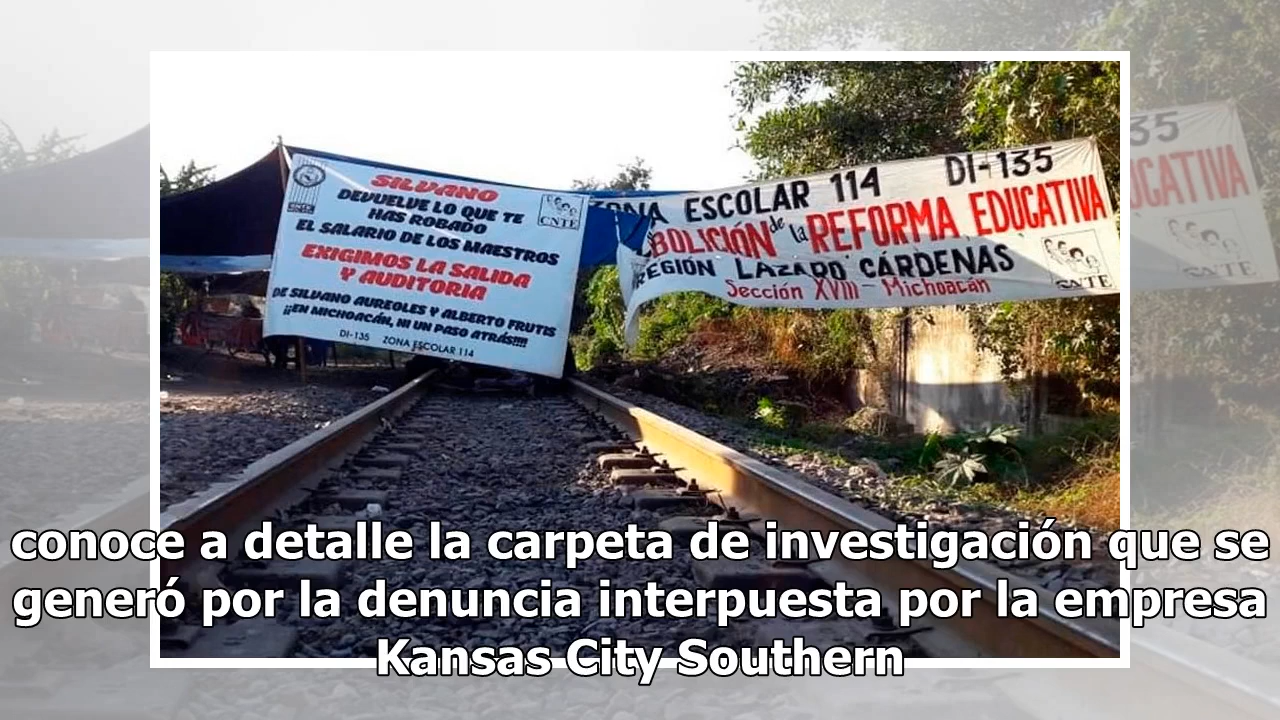 SILVANO
DEVUELVE LO QUE TE
HAS ROBADO
EL SALARIO DE LOS MAESTROS
EXIGIMOS LA SALIDA
Y AUDITORIA
DE SILVANO AUREOLES Y ALBERTO FRUTIS
¡¡EN MICHOACÁN, NI UN PASO ATRÁS!!!!
DI-135 ZONA ESCOLAR 114
CNTE
ZONA ESCOLAR 114 DI-135
ABOLICIÓN de la REFORMA EDUCATIVA
REGIÓN LAZARO CÁRDENAS
Sección XVIII - Michoacán
CNTE
35
CATIVA
CNTE
conoce a detalle la carpeta de investigación que se
generó por la denuncia interpuesta por la empresa
Kansas City Southern